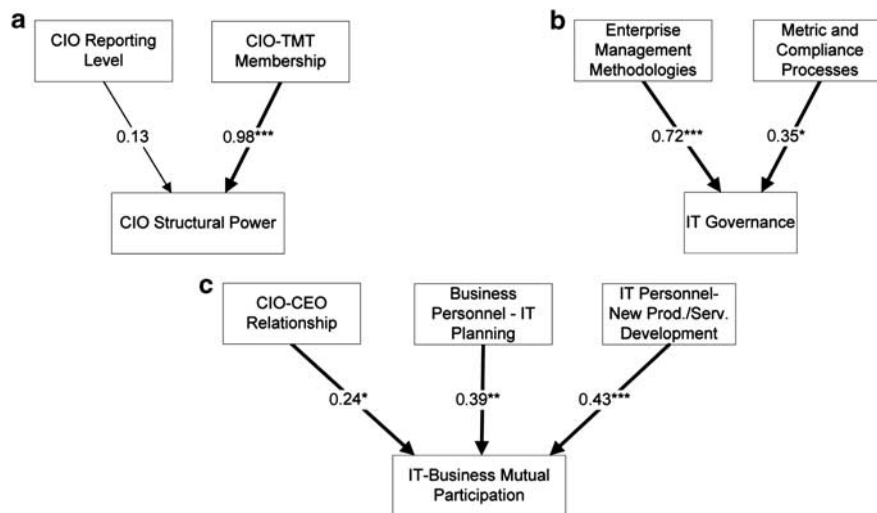 a
CIO Reporting
Level
CIO-TMT
Membership
0.13
0.98***
CIO Structural Power
b
Enterprise
Management
Methodologies
Metric and
Compliance
Processes
0.72***
0.35*
IT Governance
c
CIO-CEO
Relationship
Business
Personnel - IT
Planning
IT Personnel-
New Prod./Serv.
Development
0.24*
0.39**
0.43***
IT-Business Mutual
Participation